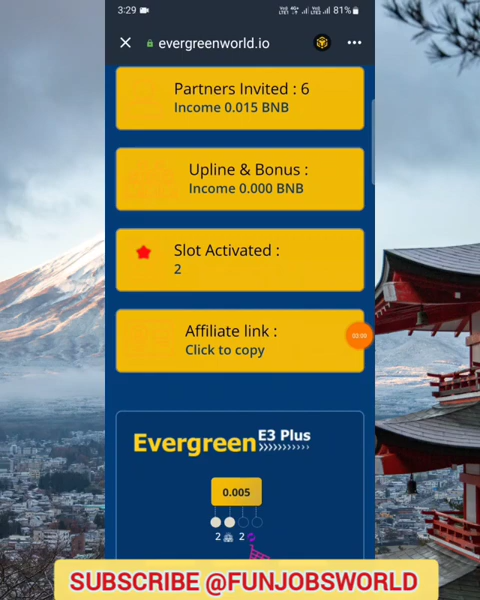 3:29
81%
evergreenworld.io
Partners Invited : 6
Income 0.015 BNB
Upline & Bonus :
Income 0.000 BNB
Slot Activated :
2
Affiliate link :
Click to copy
Evergreen E3 Plus
0.005
2 2
SUBSCRIBE @FUNJOBSWORLD